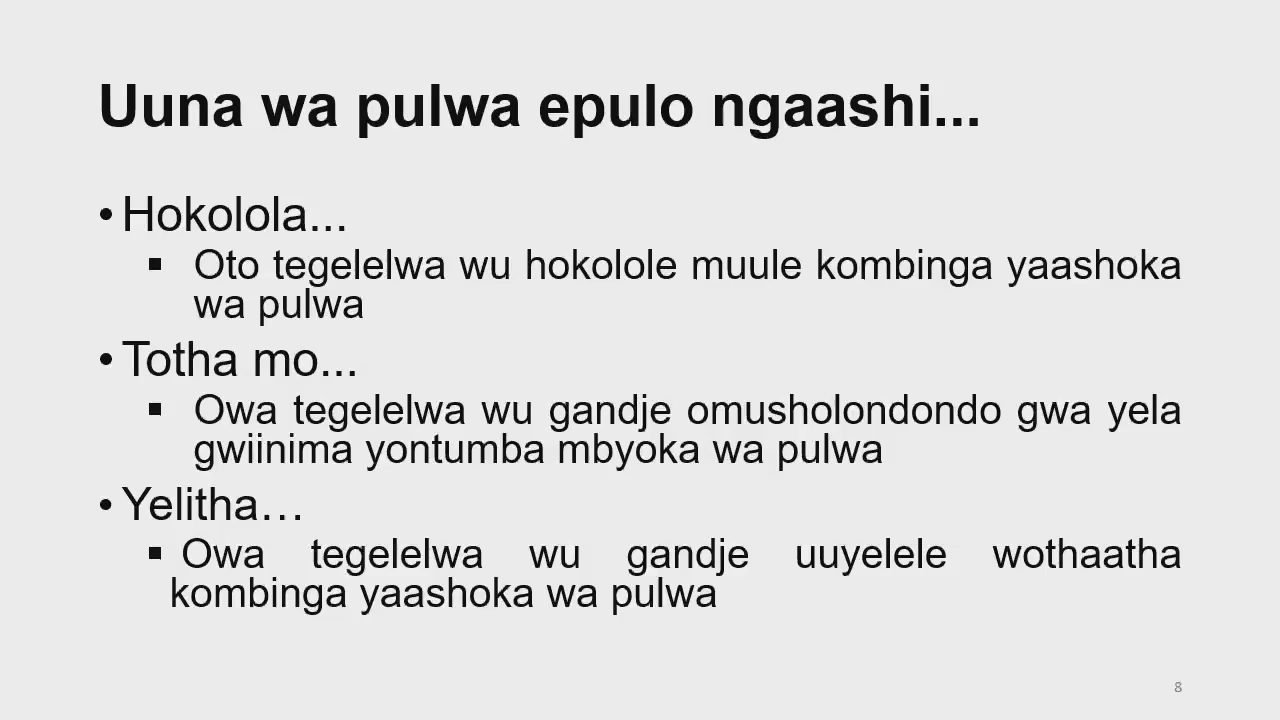 Uuna wa pulwa epulo ngaashi...
• Hokolola...
▪ Oto tegelelwa wu hokolole muule kombinga yaashoka
wa pulwa
• Totha mo...
▪ Owa tegelelwa wu gandje omusholondondo gwa yela
gwiinima yontumba mbyoka wa pulwa
• Yelitha…
▪ Owa tegelelwa wu gandje uuyelele wothaatha
kombinga yaashoka wa pulwa
8